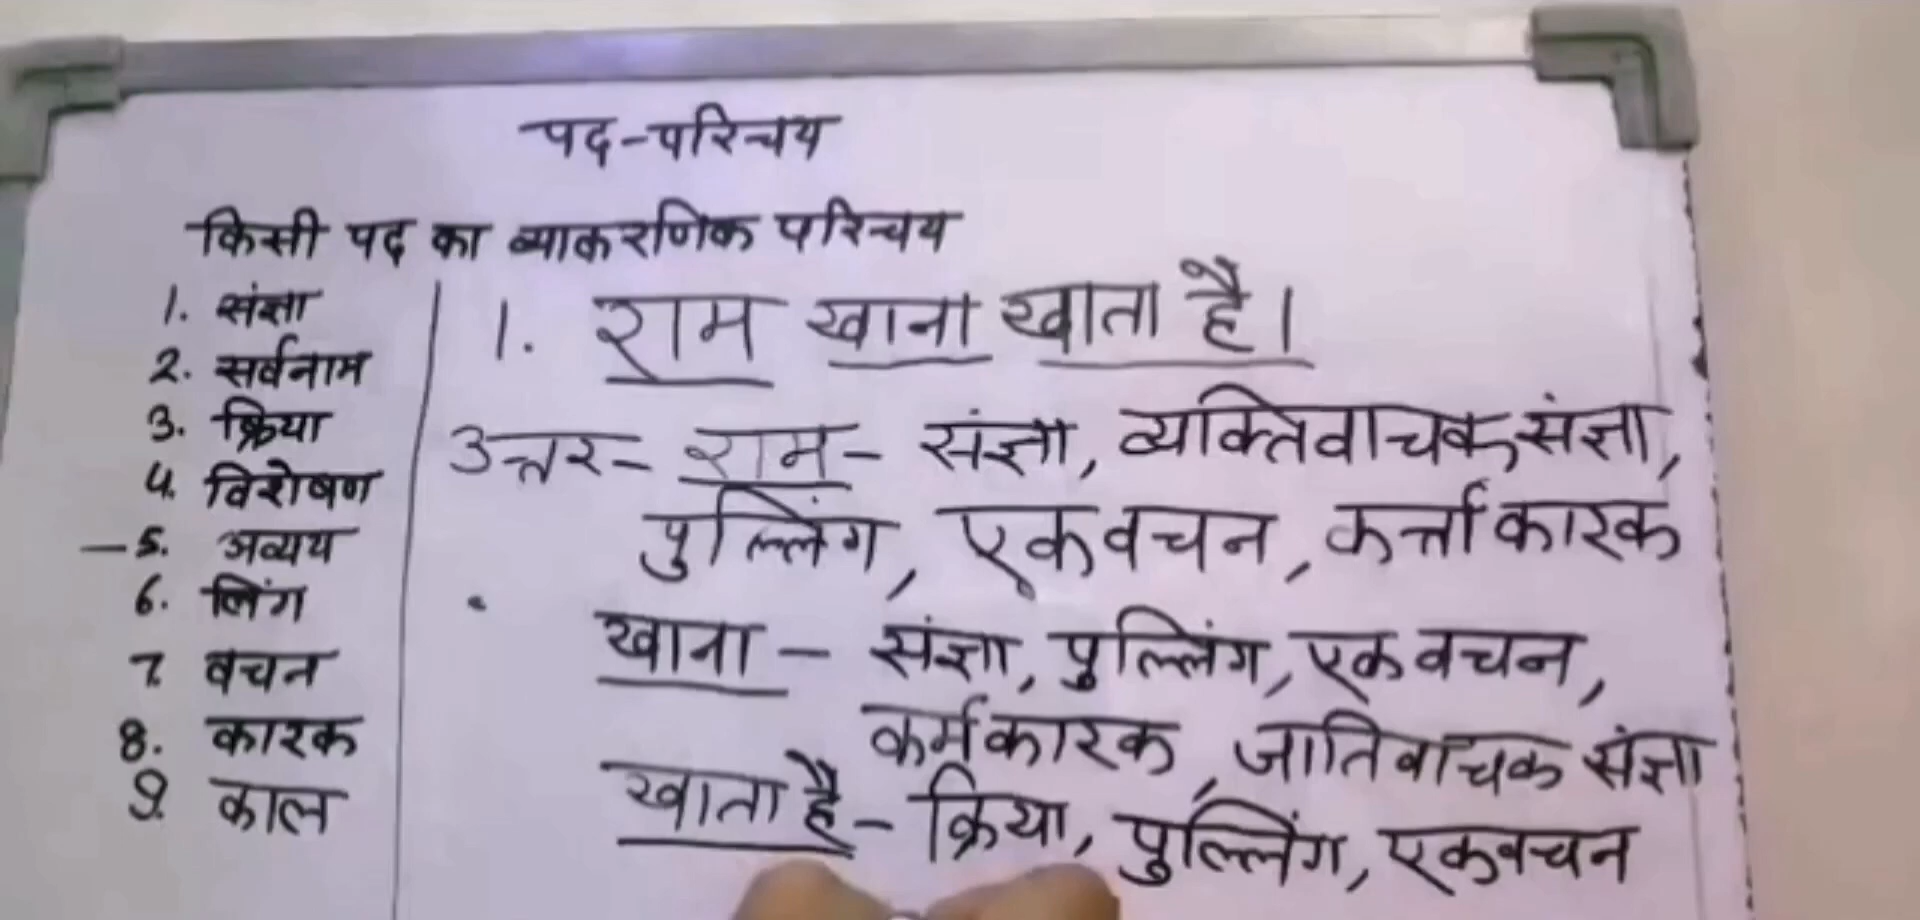 पद-परिचय
किसी पद का व्याकरणिक परिचय
1. संज्ञा
2. सर्वनाम
3. क्रिया
4. विशेषण
5. अव्यय
6. लिंग
7. वचन
8. कारक
9. काल
1. राम खाना खाता है।
उत्तर- राम- संज्ञा, व्यक्तिवाचक संज्ञा,
पुल्लिंग, एकवचन, कर्त्ता कारक
खाना - संज्ञा, पुल्लिंग, एकवचन,
कर्म कारक, जातिवाचक संज्ञा
खाता है- क्रिया, पुल्लिंग, एकवचन